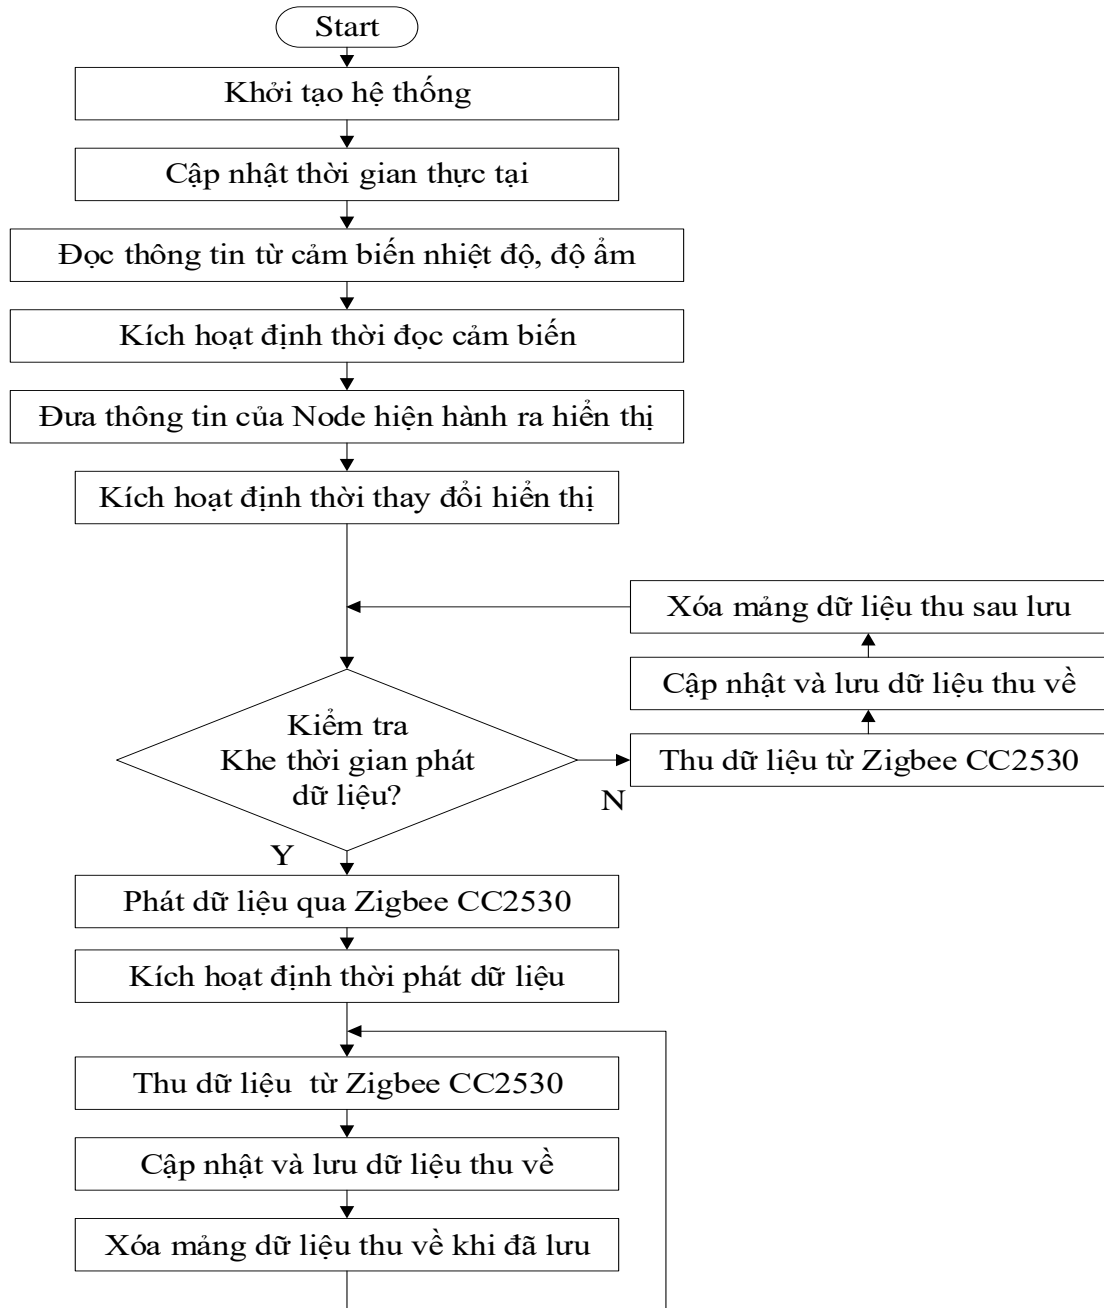 Start
Khởi tạo hệ thống
Cập nhật thời gian thực tại
Đọc thông tin từ cảm biến nhiệt độ, độ ẩm
Kích hoạt định thời đọc cảm biến
Đưa thông tin của Node hiện hành ra hiển thị
Kích hoạt định thời thay đổi hiển thị
Xóa mảng dữ liệu thu sau lưu
Cập nhật và lưu dữ liệu thu về
Thu dữ liệu từ Zigbee CC2530
Kiểm tra
Khe thời gian phát
dữ liệu?
N
Y
Phát dữ liệu qua Zigbee CC2530
Kích hoạt định thời phát dữ liệu
Thu dữ liệu từ Zigbee CC2530
Cập nhật và lưu dữ liệu thu về
Xóa mảng dữ liệu thu về khi đã lưu